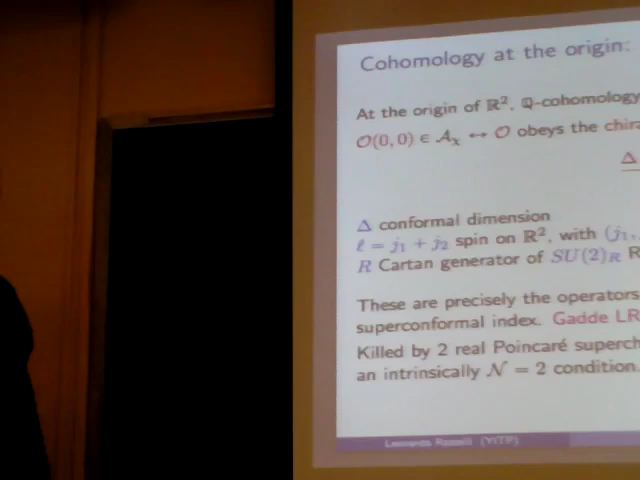 Cohomology at the origin:
At the origin of ℝ², ℚ-cohomology
𝒪(0,0) ∈ 𝒜χ ↔ 𝒪 obeys the chira
Δ
Δ conformal dimension
ℓ = j₁ + j₂ spin on ℝ², with (j₁,
R Cartan generator of SU(2)R R
These are precisely the operators
superconformal index. Gadde LR
Killed by 2 real Poincaré superch
an intrinsically 𝒩 = 2 condition.
Leonardo Rastelli (YITP)